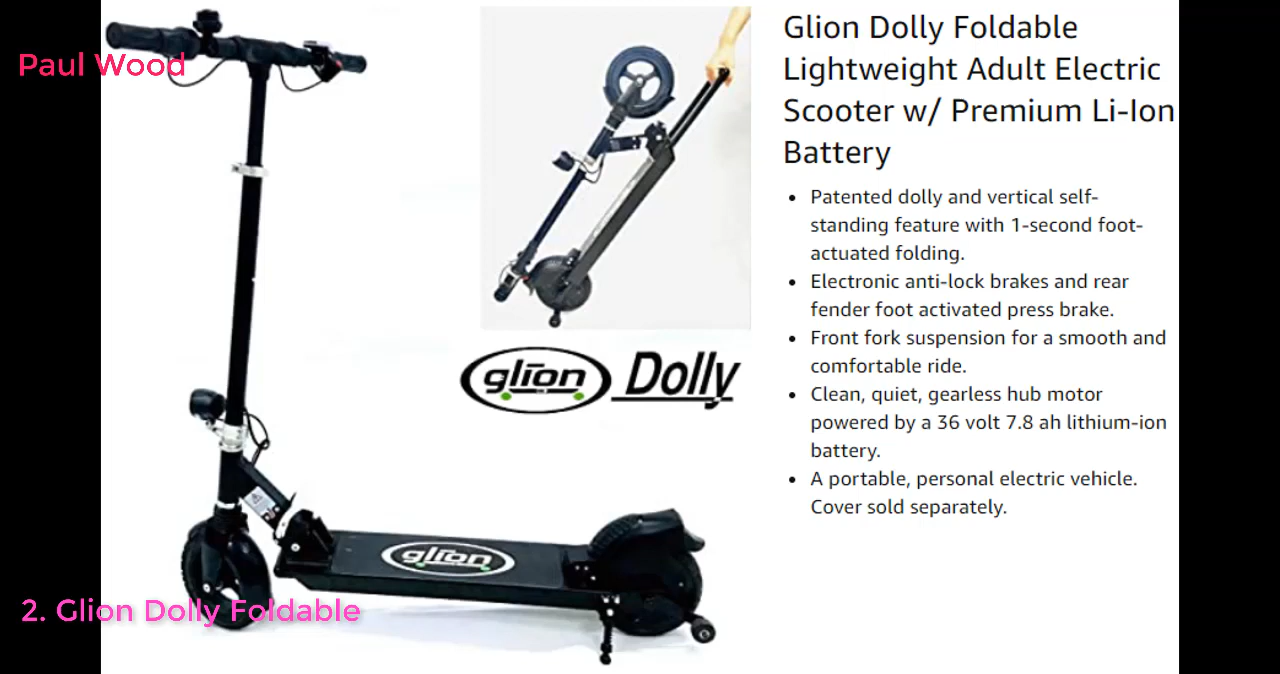 Paul Wood
Glion Dolly Foldable
Lightweight Adult Electric
Scooter w/ Premium Li-Ion
Battery
• Patented dolly and vertical self-
standing feature with 1-second foot-
actuated folding.
• Electronic anti-lock brakes and rear
fender foot activated press brake.
• Front fork suspension for a smooth and
comfortable ride.
• Clean, quiet, gearless hub motor
powered by a 36 volt 7.8 ah lithium-ion
battery.
• A portable, personal electric vehicle.
Cover sold separately.
glion Dolly
glion
2. Glion Dolly Foldable